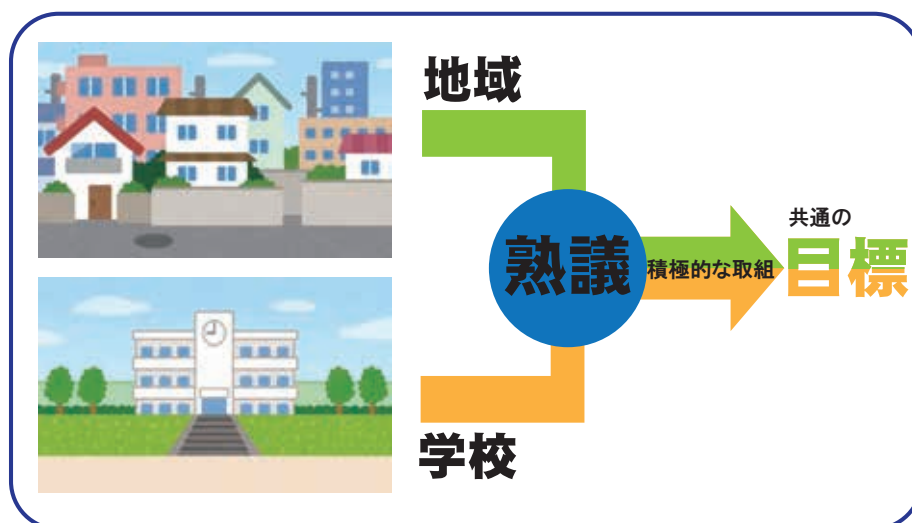 地域
熟議
積極的な取組
共通の
目標
学校